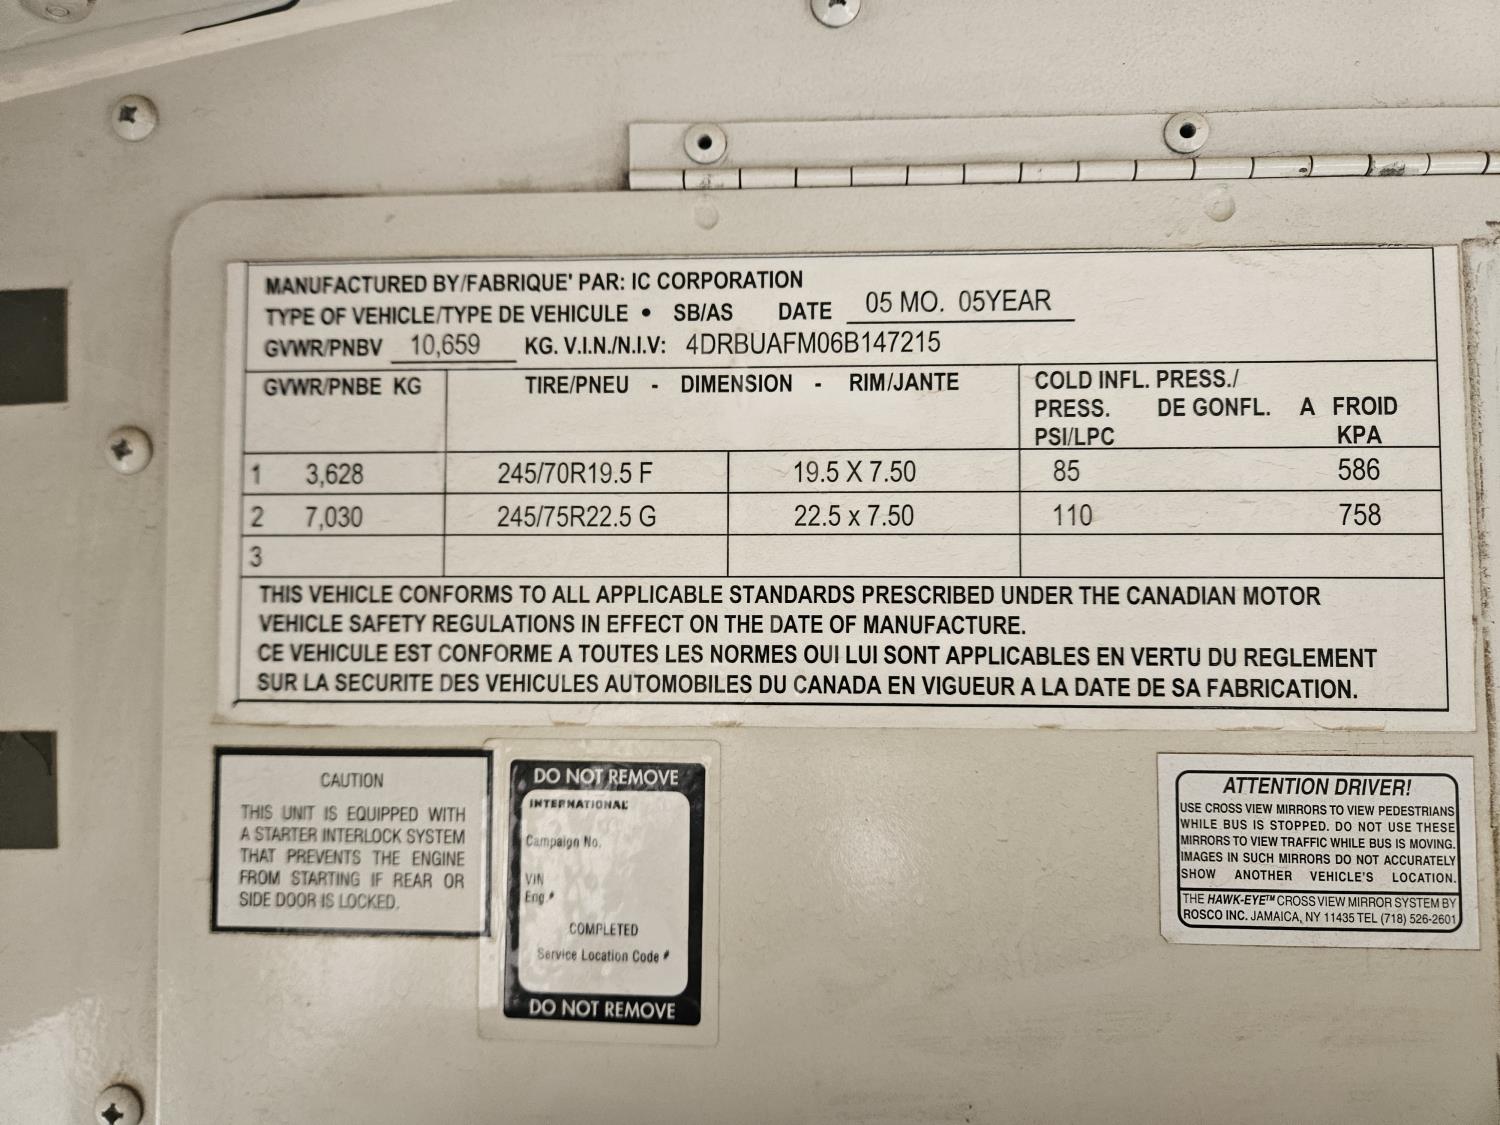 MANUFACTURED BY/FABRIQUE' PAR: IC CORPORATION
TYPE OF VEHICLE/TYPE DE VEHICULE • SB/AS DATE 05 MO. 05YEAR
GVWR/PNBV 10,659 KG. V.I.N./N.I.V: 4DRBUAFM06B147215
GVWR/PNBE KG TIRE/PNEU - DIMENSION - RIM/JANTE COLD INFL. PRESS./
PRESS. DE GONFL. A FROID
PSI/LPC KPA
1 3,628 245/70R19.5 F 19.5 X 7.50 85 586
2 7,030 245/75R22.5 G 22.5 x 7.50 110 758
3
THIS VEHICLE CONFORMS TO ALL APPLICABLE STANDARDS PRESCRIBED UNDER THE CANADIAN MOTOR
VEHICLE SAFETY REGULATIONS IN EFFECT ON THE DATE OF MANUFACTURE.
CE VEHICULE EST CONFORME A TOUTES LES NORMES OUI LUI SONT APPLICABLES EN VERTU DU REGLEMENT
SUR LA SECURITE DES VEHICULES AUTOMOBILES DU CANADA EN VIGUEUR A LA DATE DE SA FABRICATION.
CAUTION
THIS UNIT IS EQUIPPED WITH
A STARTER INTERLOCK SYSTEM
THAT PREVENTS THE ENGINE
FROM STARTING IF REAR OR
SIDE DOOR IS LOCKED.
DO NOT REMOVE
INTERNATIONAL
Campaign No.
VIN
Eng.#
COMPLETED
Service Location Code #
DO NOT REMOVE
ATTENTION DRIVER!
USE CROSS VIEW MIRRORS TO VIEW PEDESTRIANS
WHILE BUS IS STOPPED. DO NOT USE THESE
MIRRORS TO VIEW TRAFFIC WHILE BUS IS MOVING.
IMAGES IN SUCH MIRRORS DO NOT ACCURATELY
SHOW ANOTHER VEHICLE'S LOCATION.
THE HAWK-EYE™ CROSS VIEW MIRROR SYSTEM BY
ROSCO INC. JAMAICA, NY 11435 TEL (718) 526-2601